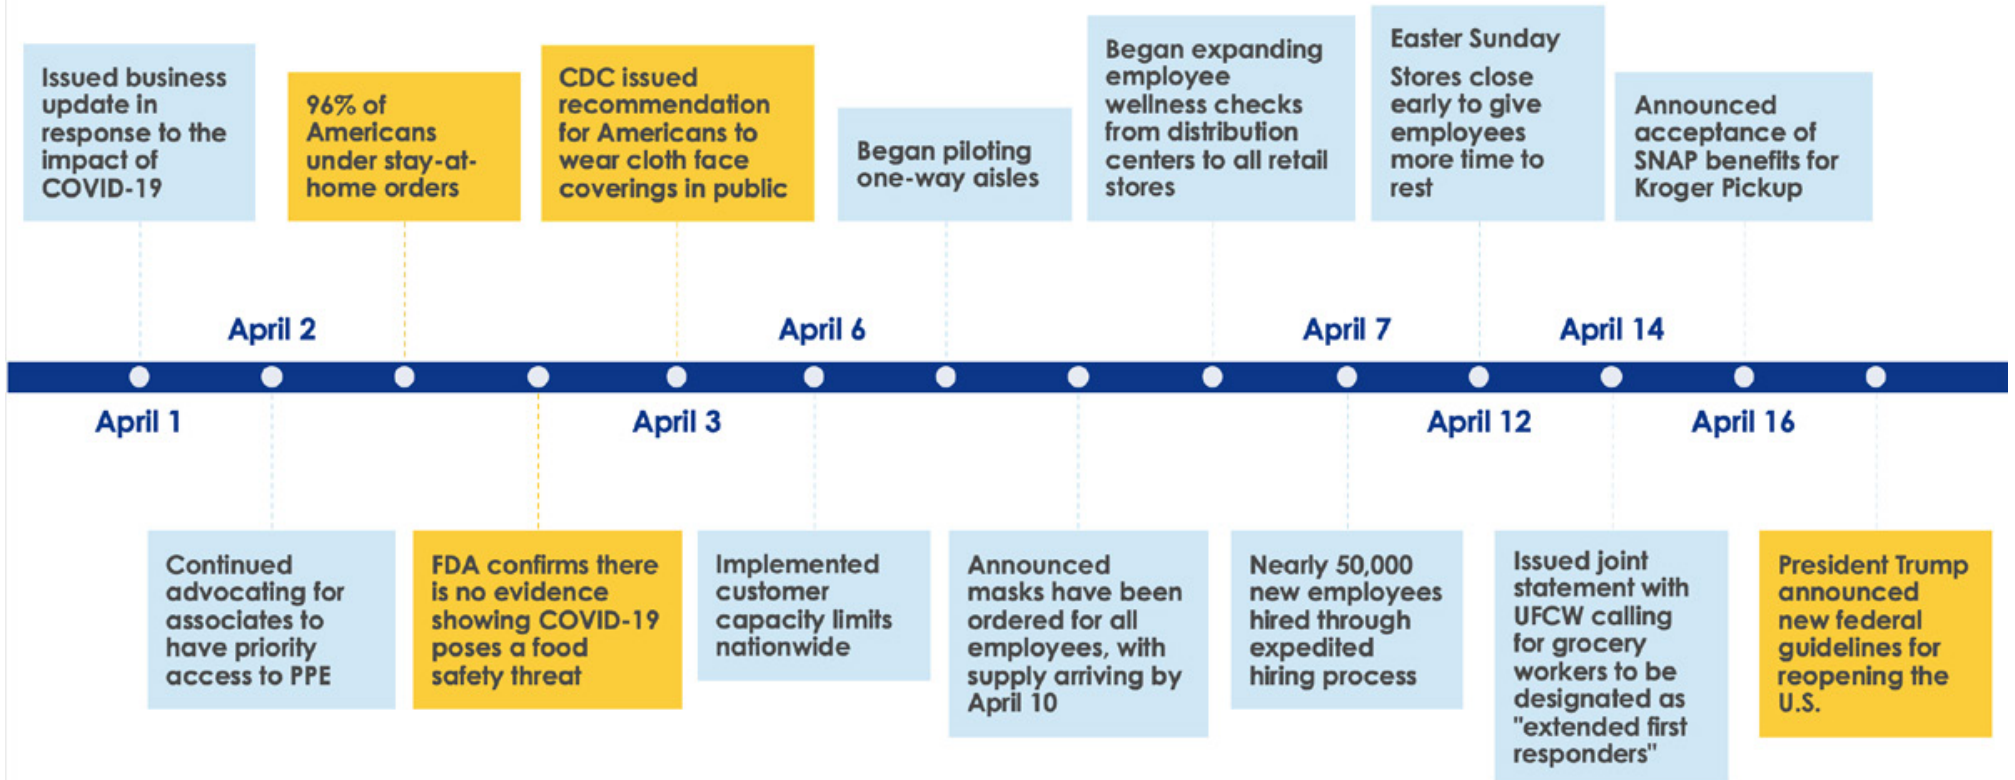 Issued business
update in
response to the
impact of
COVID-19
96% of
Americans
under stay-at-
home orders
CDC issued
recommendation
for Americans to
wear cloth face
coverings in public
Began piloting
one-way aisles
Began expanding
employee
wellness checks
from distribution
centers to all retail
stores
Easter Sunday
Stores close
early to give
employees
more time to
rest
Announced
acceptance of
SNAP benefits for
Kroger Pickup
April 2
April 6
April 7
April 14
April 1
April 3
April 12
April 16
Continued
advocating for
associates to
have priority
access to PPE
FDA confirms there
is no evidence
showing COVID-19
poses a food
safety threat
Implemented
customer
capacity limits
nationwide
Announced
masks have been
ordered for all
employees, with
supply arriving by
April 10
Nearly 50,000
new employees
hired through
expedited
hiring process
Issued joint
statement with
UFCW calling
for grocery
workers to be
designated as
"extended first
responders"
President Trump
announced
new federal
guidelines for
reopening the
U.S.